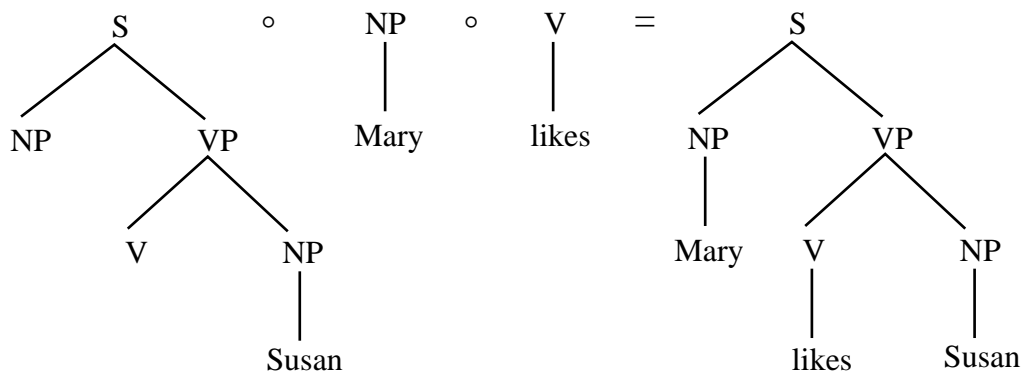 S ∘ NP ∘ V = S
NP VP Mary likes NP VP
V NP Mary V NP
Susan likes Susan